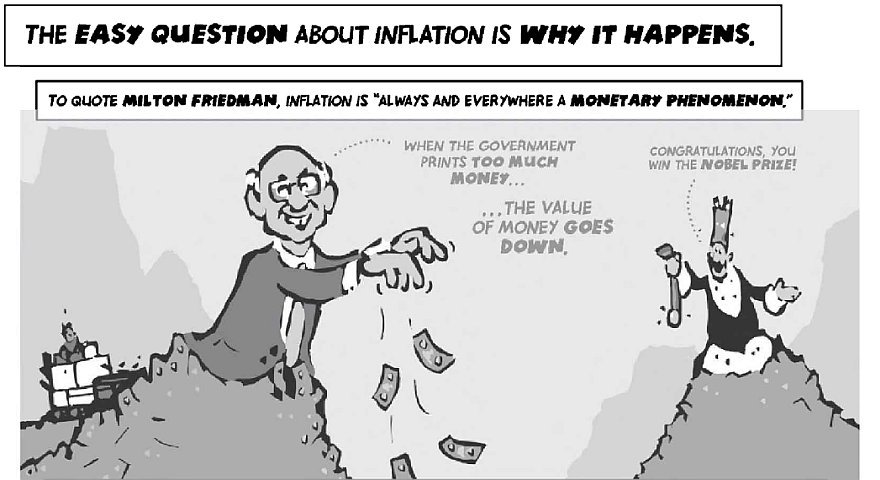 THE EASY QUESTION ABOUT INFLATION IS WHY IT HAPPENS.
TO QUOTE MILTON FRIEDMAN, INFLATION IS "ALWAYS AND EVERYWHERE A MONETARY PHENOMENON."
WHEN THE GOVERNMENT
PRINTS TOO MUCH
MONEY...
...THE VALUE
OF MONEY GOES
DOWN.
CONGRATULATIONS, YOU
WIN THE NOBEL PRIZE!